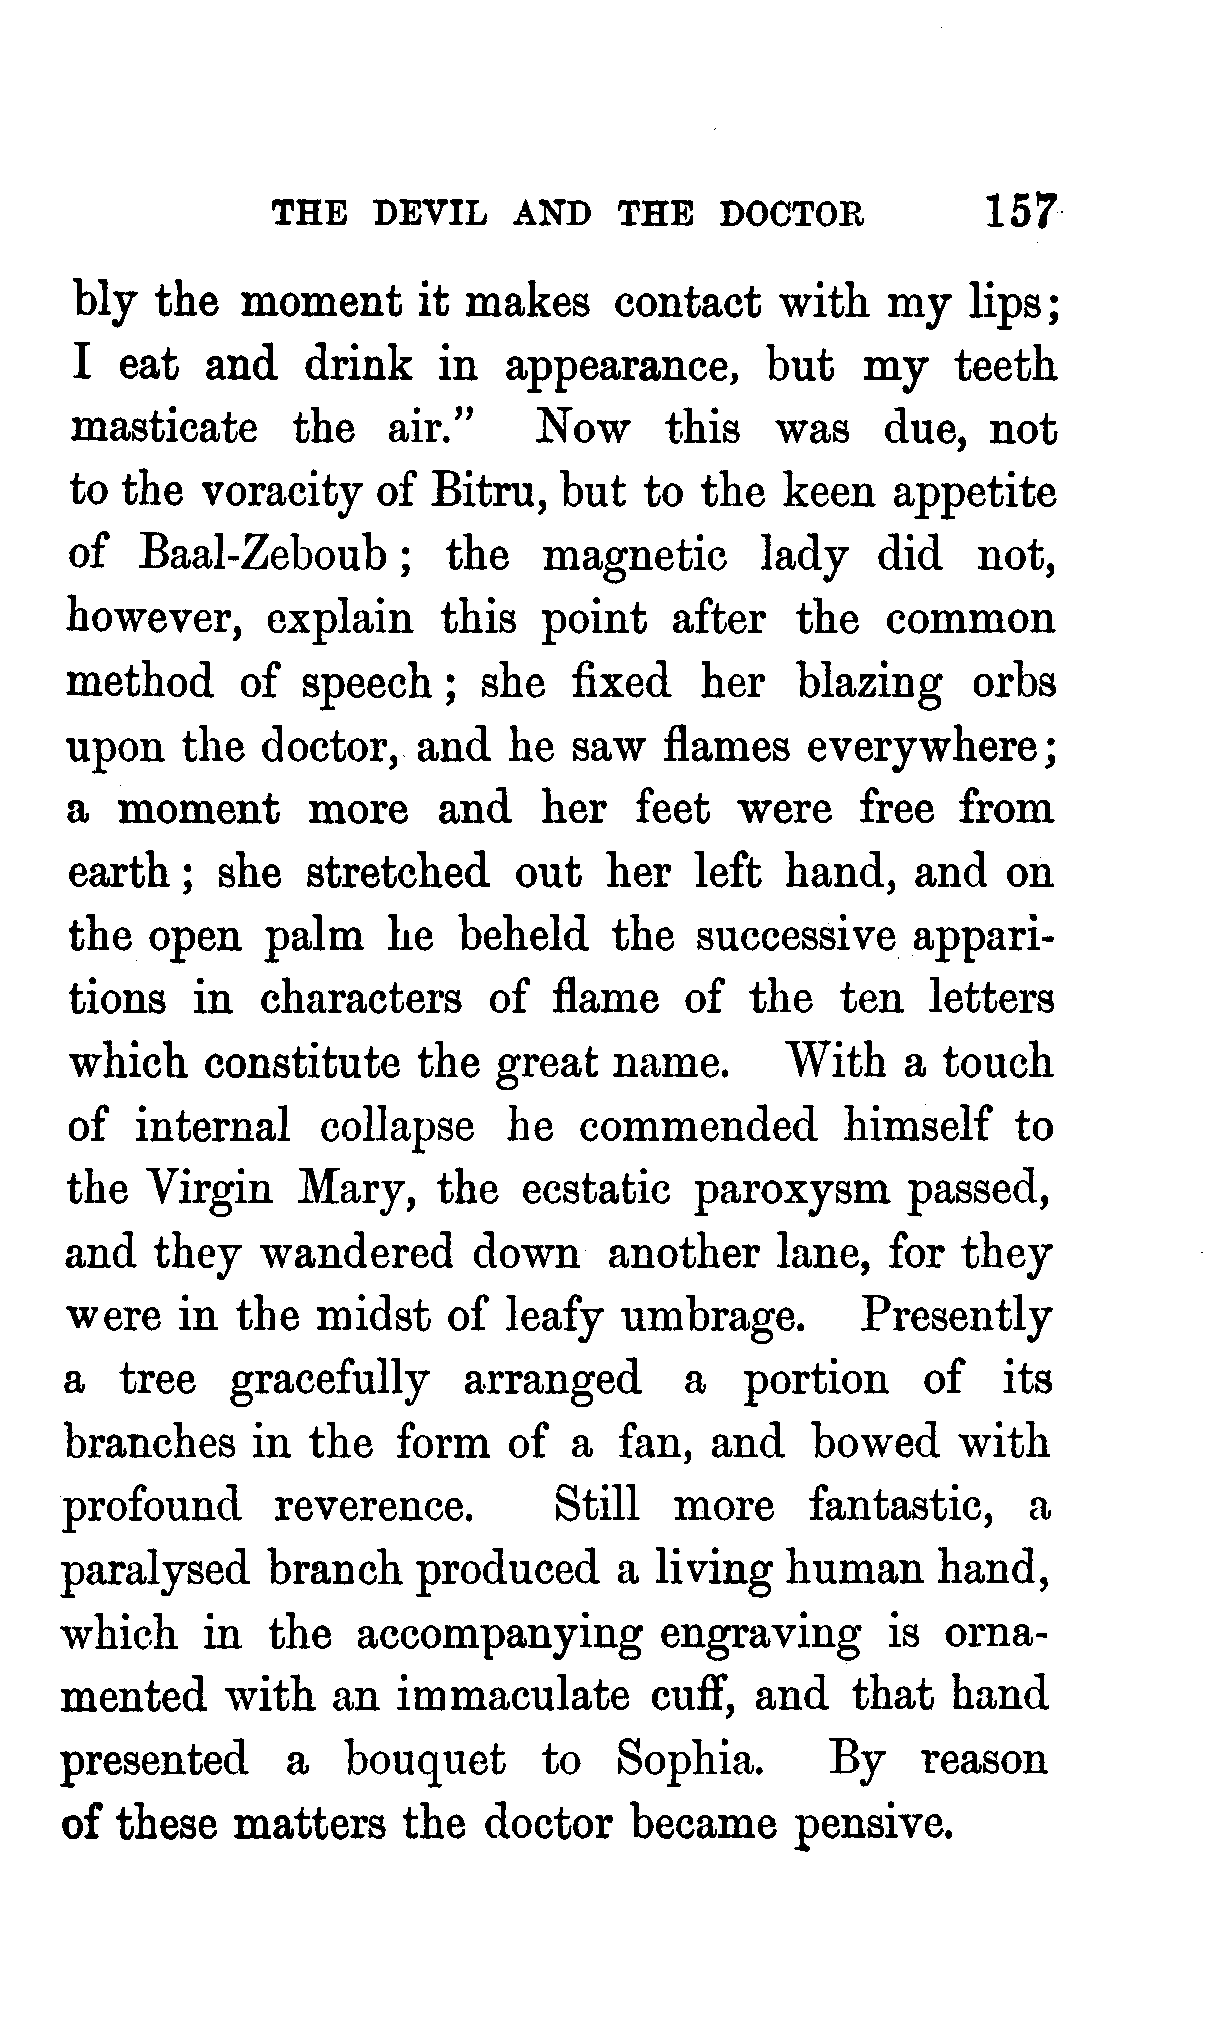 THE DEVIL AND THE DOCTOR 157
bly the moment it makes contact with my lips;
I eat and drink in appearance, but my teeth
masticate the air." Now this was due, not
to the voracity of Bitru, but to the keen appetite
of Baal-Zeboub; the magnetic lady did not,
however, explain this point after the common
method of speech; she fixed her blazing orbs
upon the doctor, and he saw flames everywhere;
a moment more and her feet were free from
earth; she stretched out her left hand, and on
the open palm he beheld the successive appari-
tions in characters of flame of the ten letters
which constitute the great name. With a touch
of internal collapse he commended himself to
the Virgin Mary, the ecstatic paroxysm passed,
and they wandered down another lane, for they
were in the midst of leafy umbrage. Presently
a tree gracefully arranged a portion of its
branches in the form of a fan, and bowed with
profound reverence. Still more fantastic, a
paralysed branch produced a living human hand,
which in the accompanying engraving is orna-
mented with an immaculate cuff, and that hand
presented a bouquet to Sophia. By reason
of these matters the doctor became pensive.